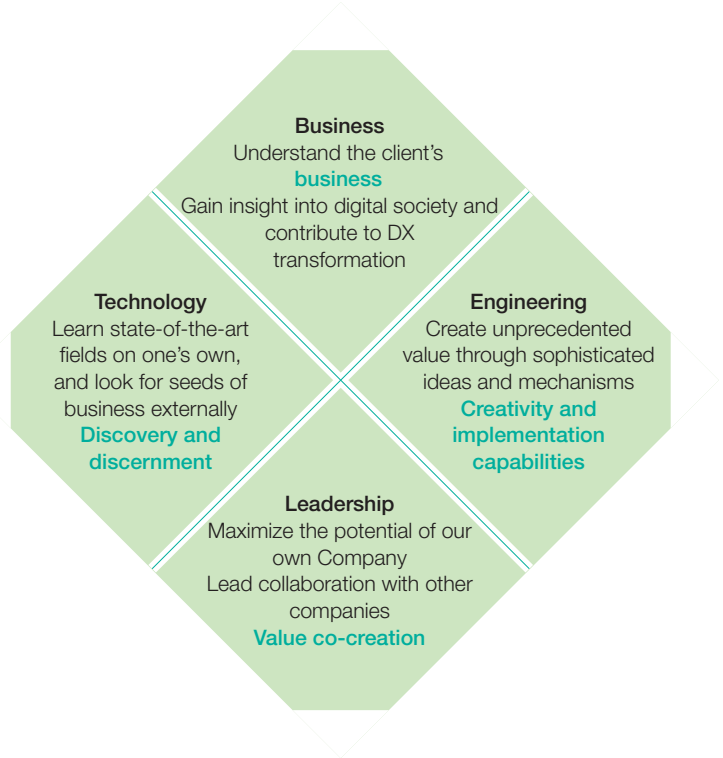 Business
Understand the client's
business
Gain insight into digital society and
contribute to DX
transformation
Technology
Learn state-of-the-art
fields on one's own,
and look for seeds of
business externally
Discovery and
discernment
Engineering
Create unprecedented
value through sophisticated
ideas and mechanisms
Creativity and
implementation
capabilities
Leadership
Maximize the potential of our
own Company
Lead collaboration with other
companies
Value co-creation